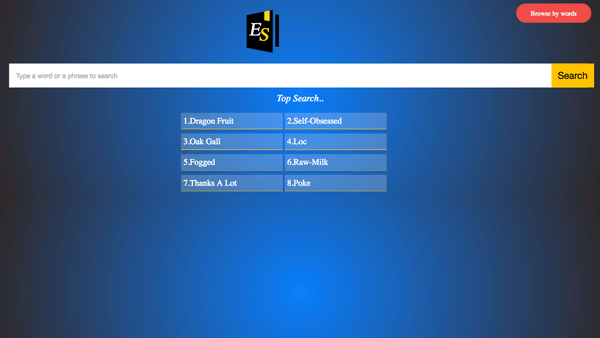 ES
Browse by words
Type a word or a phrase to search
Search
Top Search..
1.Dragon Fruit
2.Self-Obsessed
3.Oak Gall
4.Loc
5.Fogged
6.Raw-Milk
7.Thanks A Lot
8.Poke